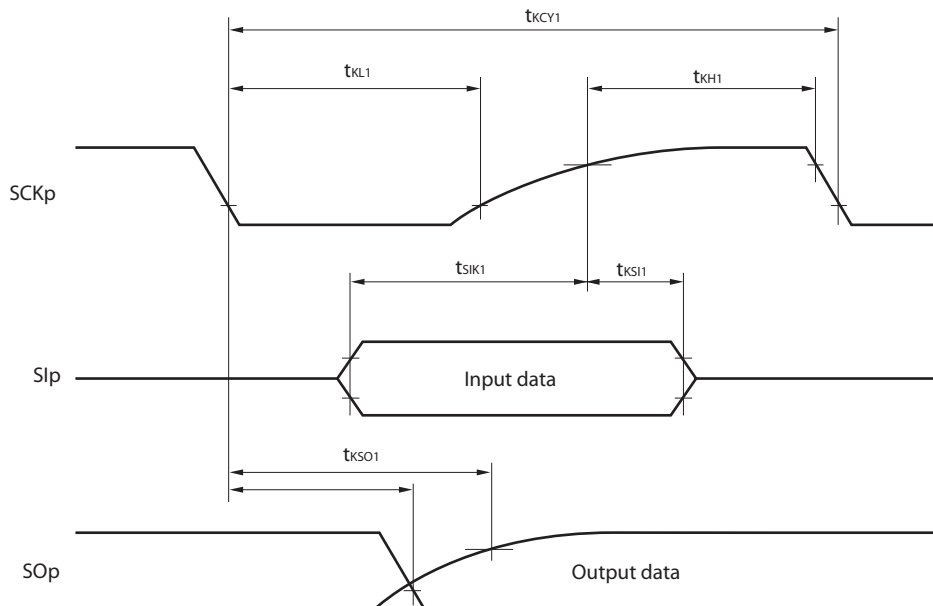 tKCY1
tKL1
tKH1
SCKp
tSIK1
tKSI1
SIp
Input data
tKSO1
SOp
Output data